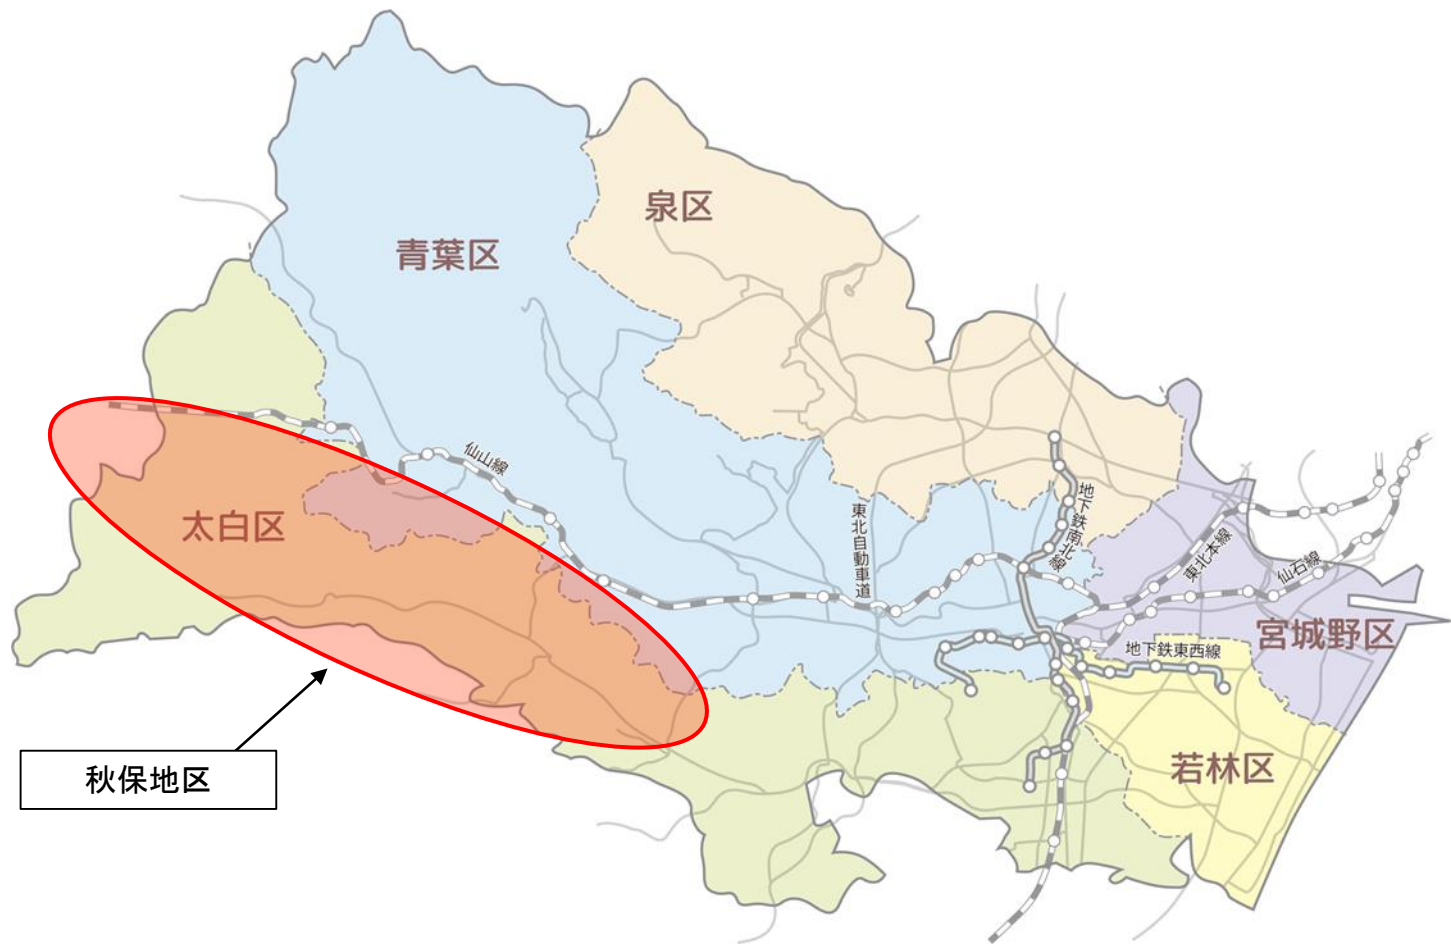 泉区
青葉区
仙山線
地下鉄南北線
東北自動車道
太白区
東北本線
仙石線
宮城野区
地下鉄東西線
若林区
秋保地区